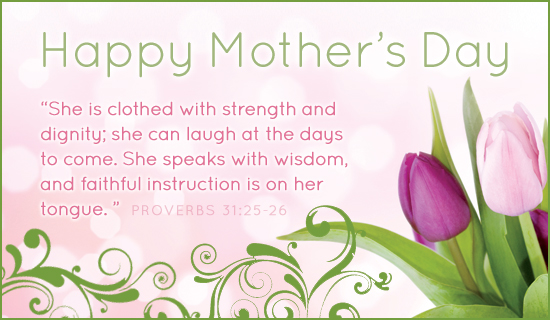 Happy Mother’s Day
“She is clothed with strength and
dignity; she can laugh at the days
to come. She speaks with wisdom,
and faithful instruction is on her
tongue. ” PROVERBS 31:25-26